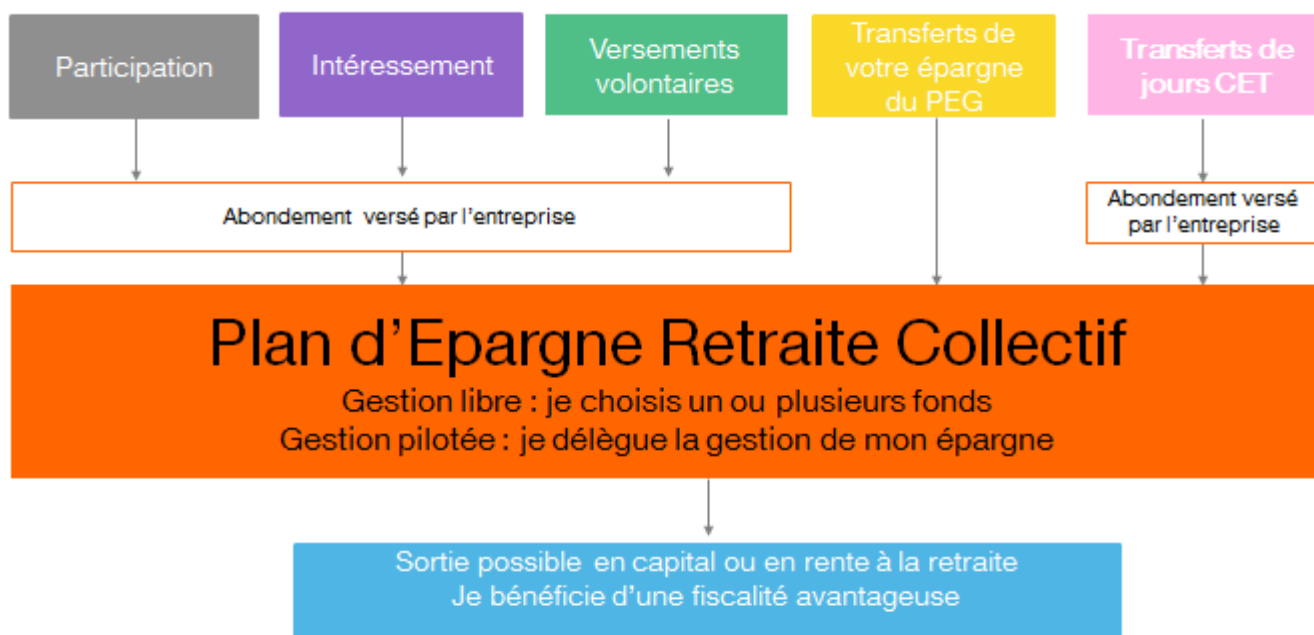 Participation
Intéressement
Versements
volontaires
Transferts de
votre épargne
du PEG
Transferts de
jours CET
Abondement versé par l'entreprise
Abondement versé
par l'entreprise
Plan d'Epargne Retraite Collectif
Gestion libre : je choisis un ou plusieurs fonds
Gestion pilotée : je délègue la gestion de mon épargne
Sortie possible en capital ou en rente à la retraite
Je bénéficie d'une fiscalité avantageuse